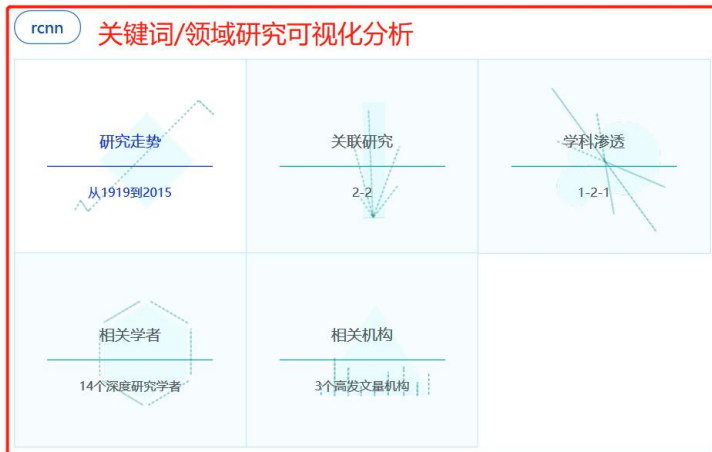 rcnn
关键词/领域研究可视化分析
研究走势
从1919到2015
关联研究
2-2
学科渗透
1-2-1
相关学者
14个深度研究学者
相关机构
3个高发文量机构